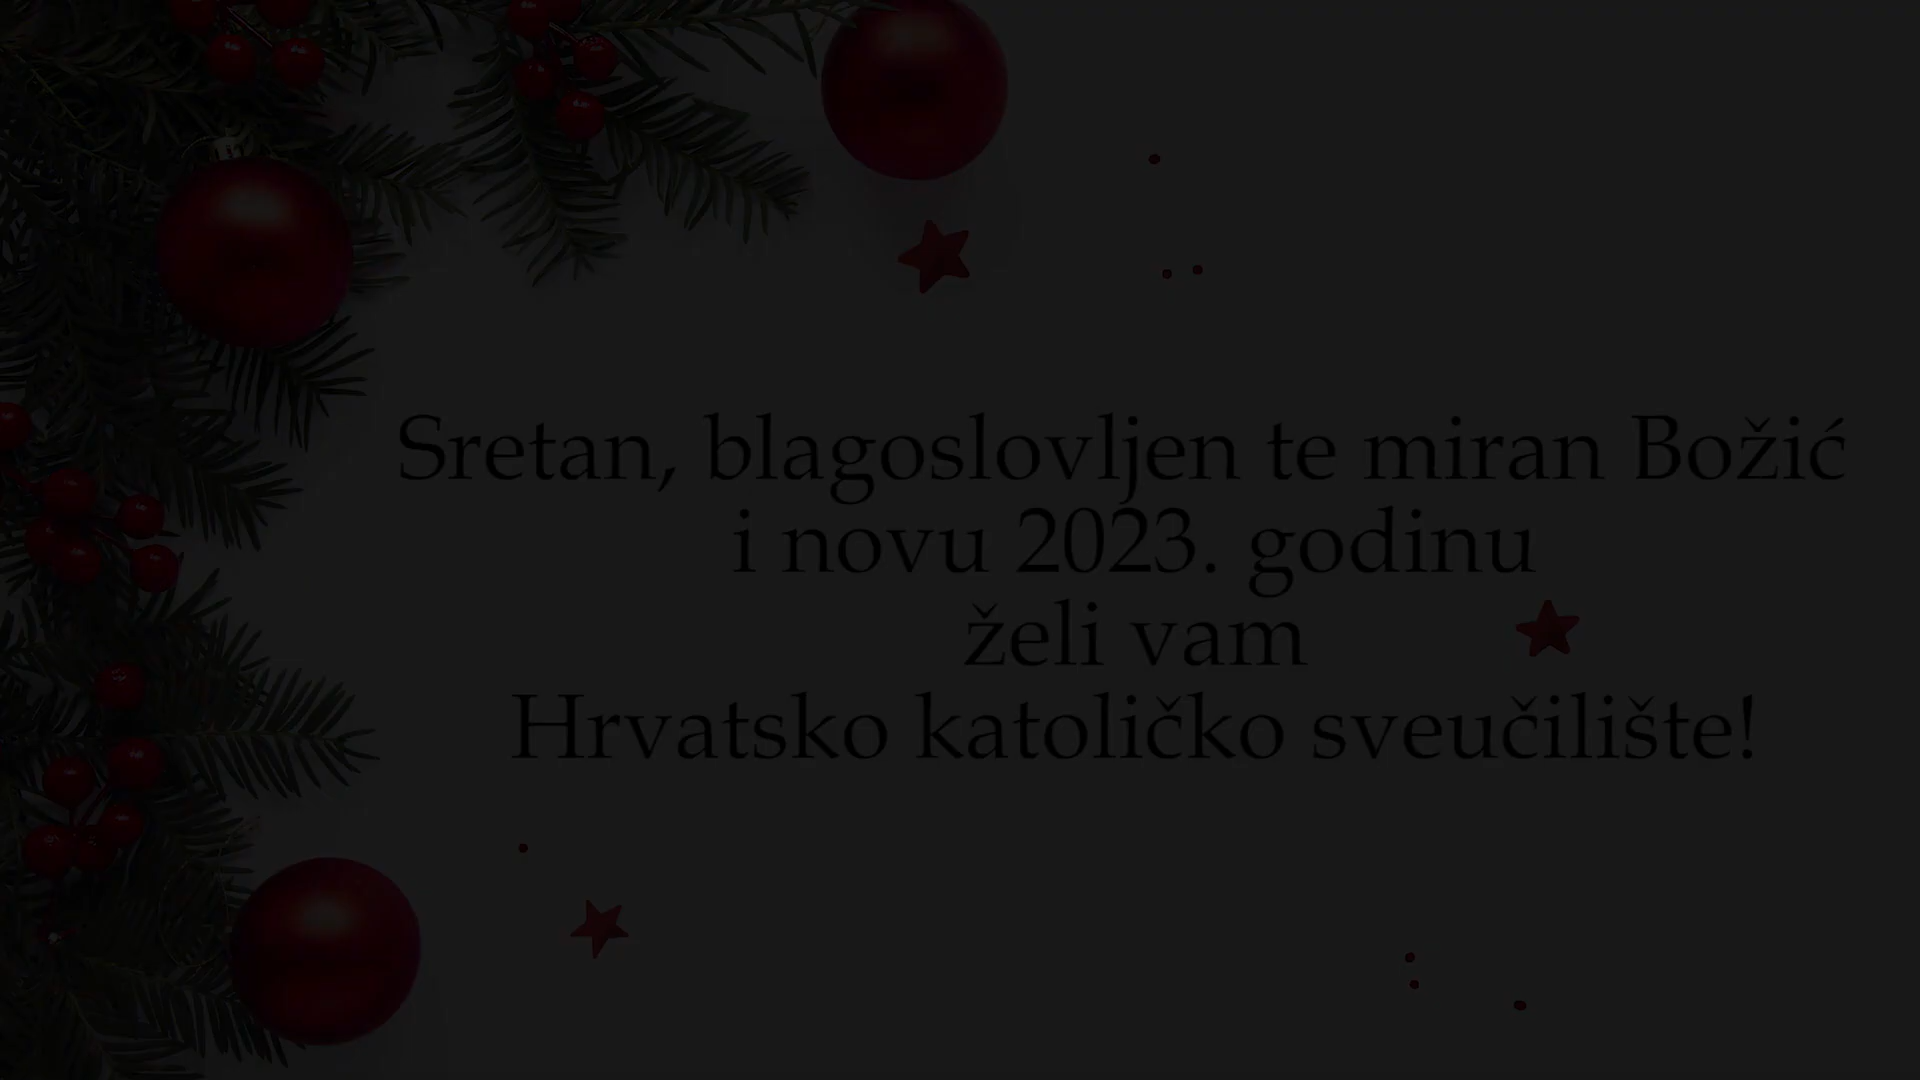 Sretan, blagoslovljen te miran Božić
i novu 2023. godinu
želi vam
Hrvatsko katoličko sveučilište!